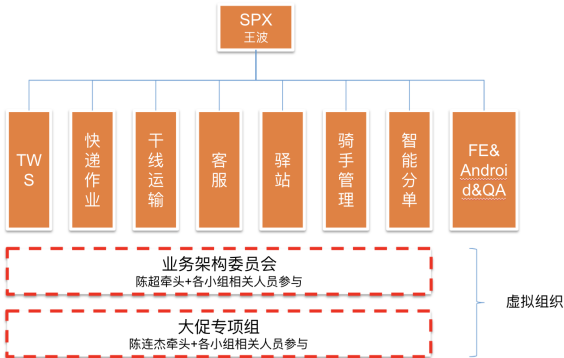 SPX
王波
TW
S
快
递
作
业
干
线
运
输
客
服
驿
站
骑
手
管
理
智
能
分
单
FE&
Androi
d&QA
业务架构委员会
陈超牵头+各小组相关人员参与
虚拟组织
大促专项组
陈连杰牵头+各小组相关人员参与